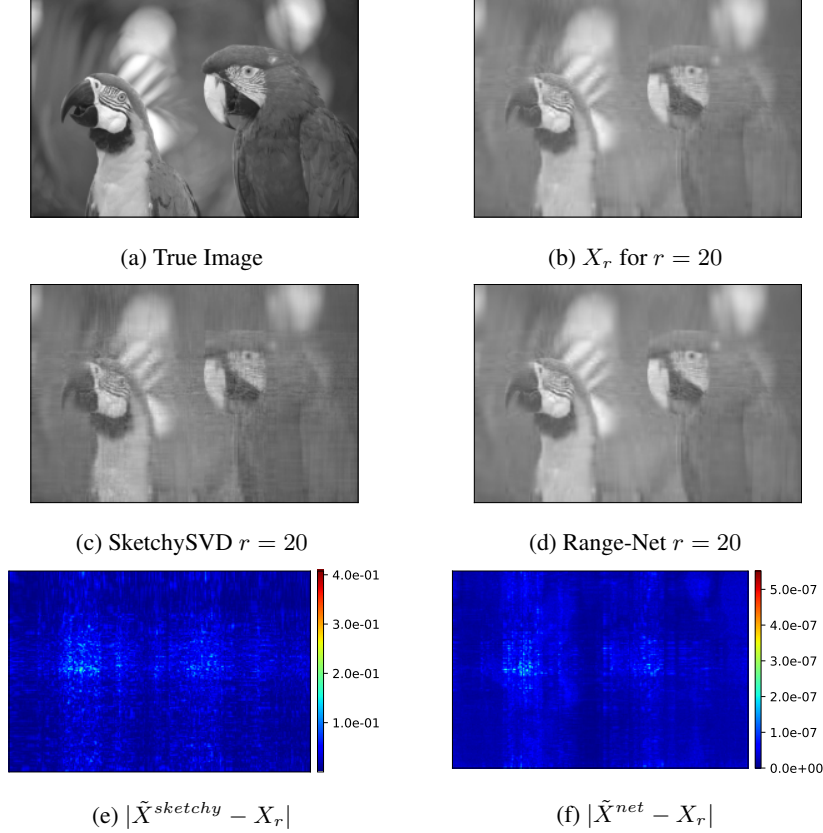 (a) True Image
(b) $X_r$ for $r = 20$
(c) SketchySVD $r = 20$
(d) Range-Net $r = 20$
4.0e-01
3.0e-01
2.0e-01
1.0e-01
5.0e-07
4.0e-07
3.0e-07
2.0e-07
1.0e-07
0.0e+00
(e) $|\tilde{X}^{sketchy} - X_r|$
(f) $|\tilde{X}^{net} - X_r|$